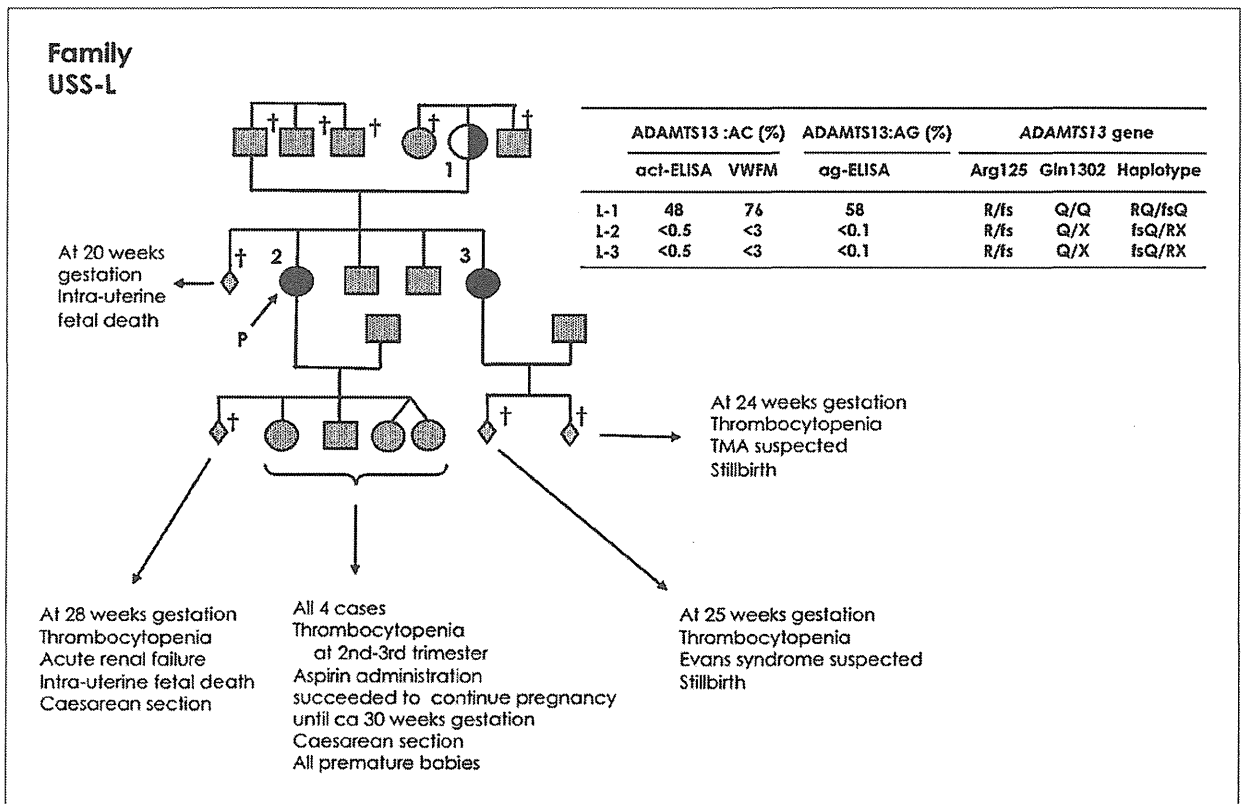 Family
USS-L
ADAMTS13 :AC (%) ADAMTS13:AG (%) ADAMTS13 gene
act-ELISA VWFM ag-ELISA Arg125 Gln1302 Haplotype
L-1 48 76 58 R/fs Q/Q RQ/fsQ
L-2 <0.5 <3 <0.1 R/fs Q/X fsQ/RX
L-3 <0.5 <3 <0.1 R/fs Q/X fsQ/RX
† † † † †
1
At 20 weeks
gestation
Intra-uterine
fetal death
†
2
3
P
†
† †
At 24 weeks gestation
Thrombocytopenia
TMA suspected
Stillbirth
At 28 weeks gestation
Thrombocytopenia
Acute renal failure
Intra-uterine fetal death
Caesarean section
All 4 cases
Thrombocytopenia
at 2nd-3rd trimester
Aspirin administration
succeeded to continue pregnancy
until ca 30 weeks gestation
Caesarean section
All premature babies
At 25 weeks gestation
Thrombocytopenia
Evans syndrome suspected
Stillbirth